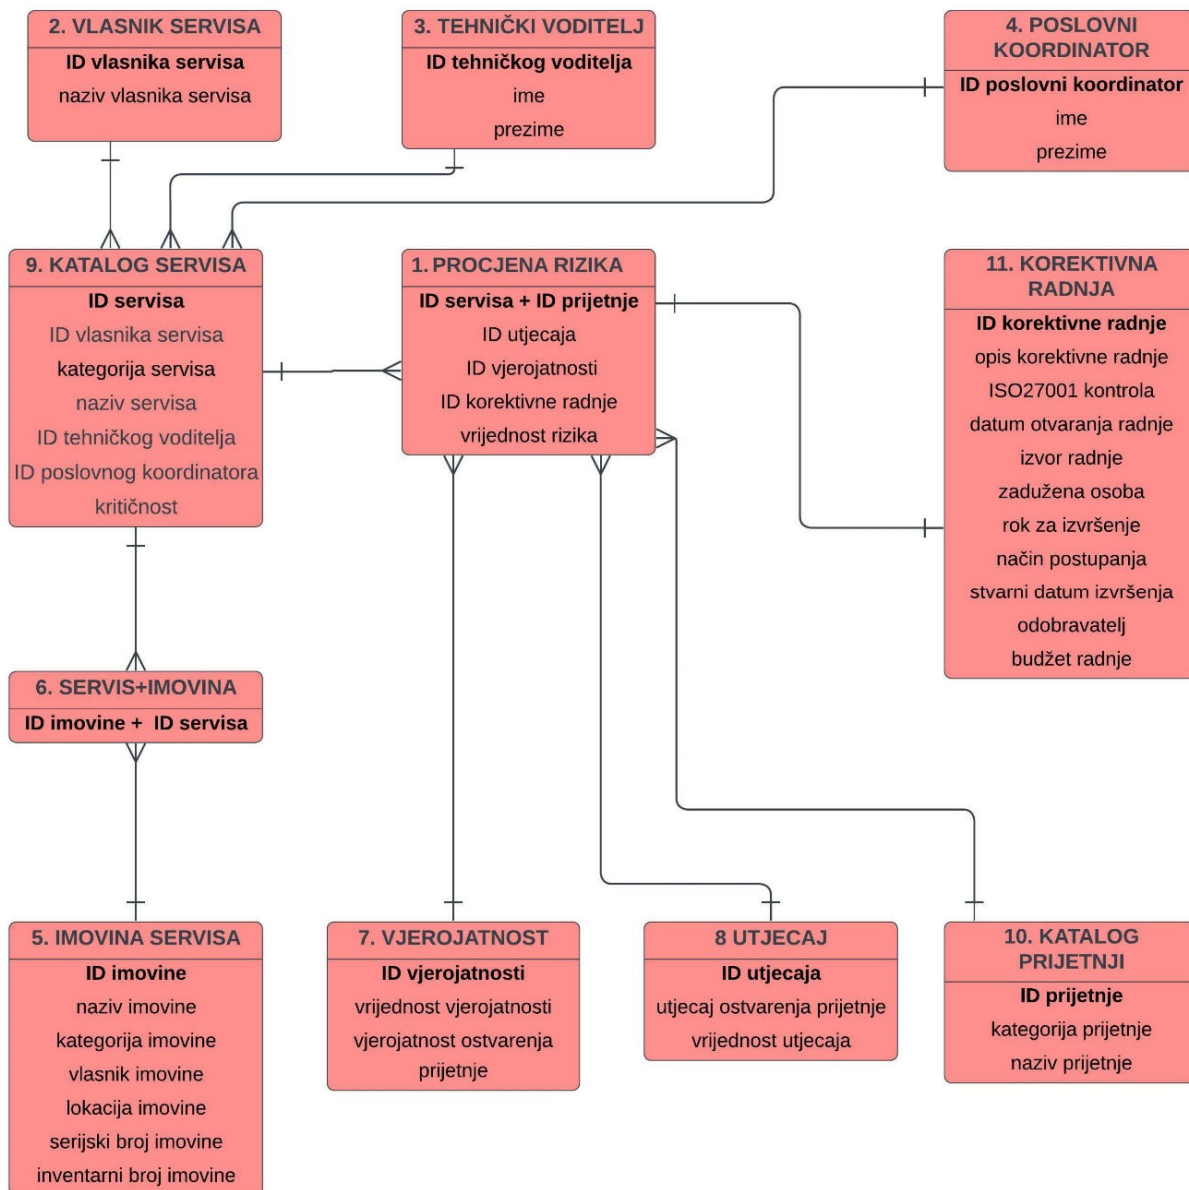 2. VLASNIK SERVISA
ID vlasnika servisa
naziv vlasnika servisa
3. TEHNIČKI VODITELJ
ID tehničkog voditelja
ime
prezime
4. POSLOVNI
KOORDINATOR
ID poslovni koordinator
ime
prezime
9. KATALOG SERVISA
ID servisa
ID vlasnika servisa
kategorija servisa
naziv servisa
ID tehničkog voditelja
ID poslovnog koordinatora
kritičnost
1. PROCJENA RIZIKA
ID servisa + ID prijetnje
ID utjecaja
ID vjerojatnosti
ID korektivne radnje
vrijednost rizika
11. KOREKTIVNA
RADNJA
ID korektivne radnje
opis korektivne radnje
ISO27001 kontrola
datum otvaranja radnje
izvor radnje
zadužena osoba
rok za izvršenje
način postupanja
stvarni datum izvršenja
odobravatelj
budžet radnje
6. SERVIS+IMOVINA
ID imovine + ID servisa
5. IMOVINA SERVISA
ID imovine
naziv imovine
kategorija imovine
vlasnik imovine
lokacija imovine
serijski broj imovine
inventarni broj imovine
7. VJEROJATNOST
ID vjerojatnosti
vrijednost vjerojatnosti
vjerojatnost ostvarenja
prijetnje
8 UTJECAJ
ID utjecaja
utjecaj ostvarenja prijetnje
vrijednost utjecaja
10. KATALOG
PRIJETNJI
ID prijetnje
kategorija prijetnje
naziv prijetnje